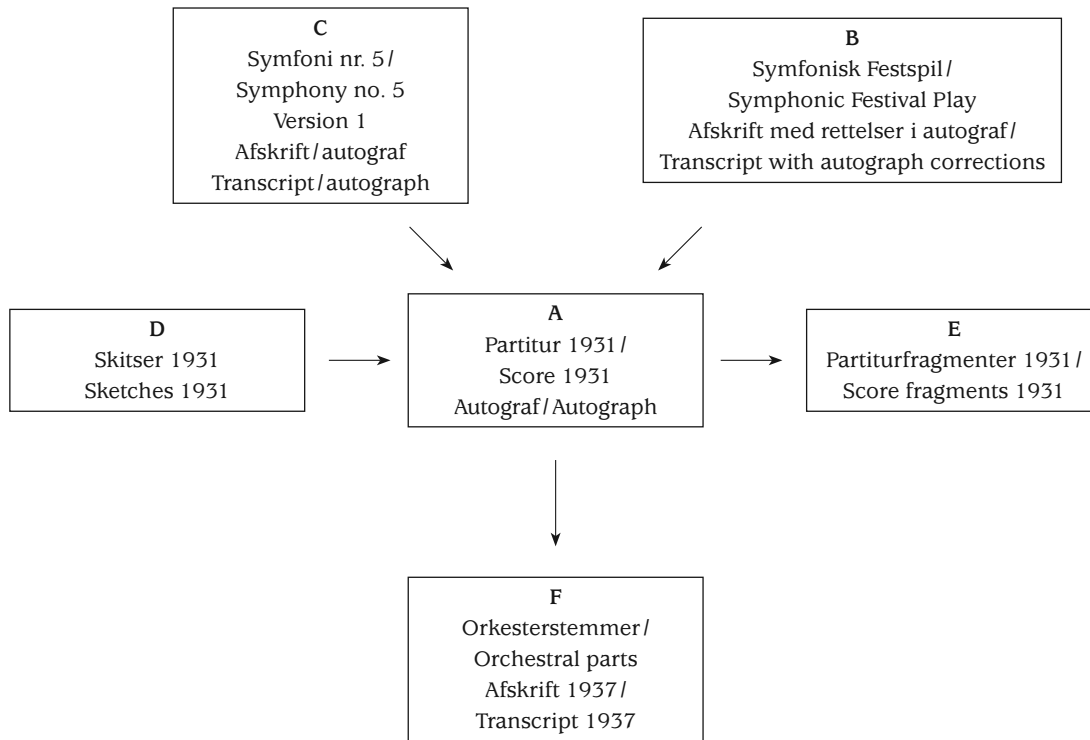 C
Symfoni nr. 5/
Symphony no. 5
Version 1
Afskrift/autograf
Transcript/autograph
B
Symfonisk Festspil/
Symphonic Festival Play
Afskrift med rettelser i autograf/
Transcript with autograph corrections
D
Skitser 1931
Sketches 1931
A
Partitur 1931/
Score 1931
Autograf/Autograph
E
Partiturfragmenter 1931/
Score fragments 1931
F
Orkesterstemmer/
Orchestral parts
Afskrift 1937/
Transcript 1937